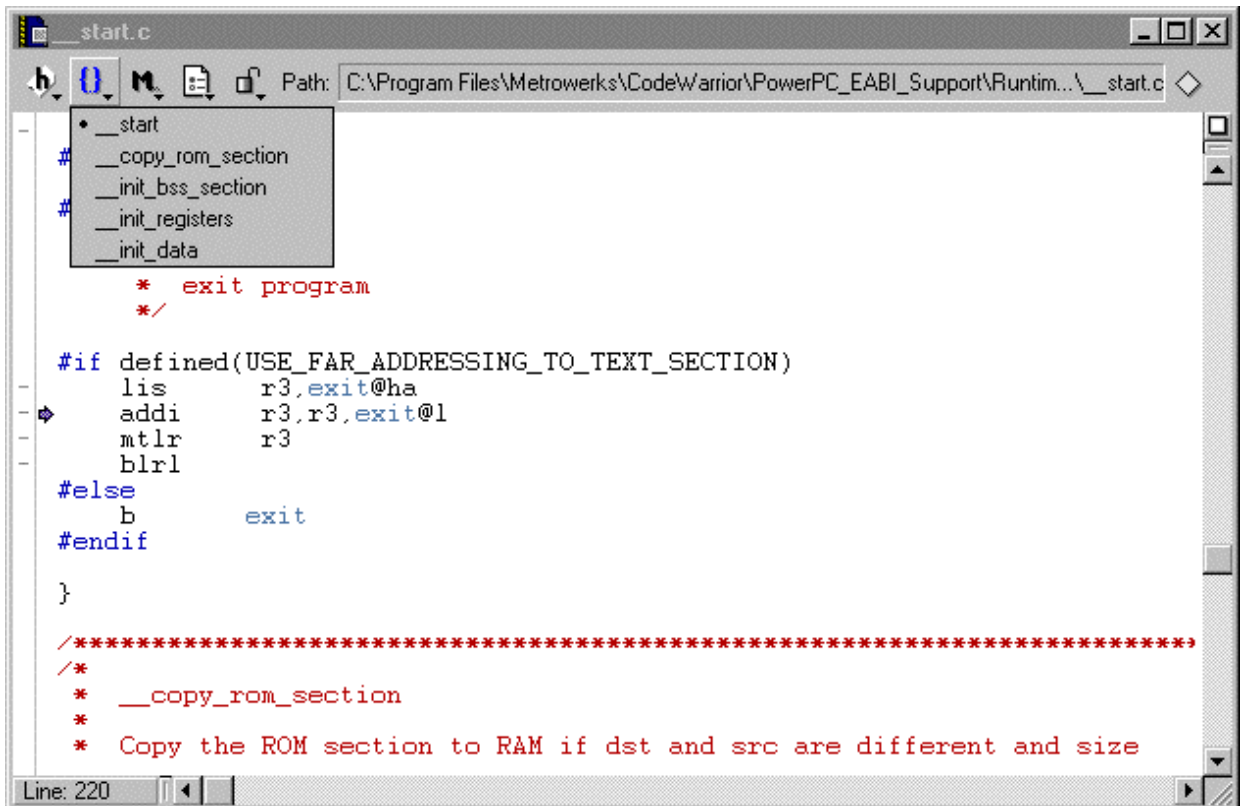 __start.c
h {} M Path: C:\Program Files\Metrowerks\CodeWarrior\PowerPC_EABI_Support\Runtim...\__start.c
• __start
# __copy_rom_section
__init_bss_section
# __init_registers
__init_data
* exit program
*/
#if defined(USE_FAR_ADDRESSING_TO_TEXT_SECTION)
lis r3,exit@ha
addi r3,r3,exit@l
mtlr r3
blrl
#else
b exit
#endif
}
/************************************************************************
/*
* __copy_rom_section
*
* Copy the ROM section to RAM if dst and src are different and size
Line: 220